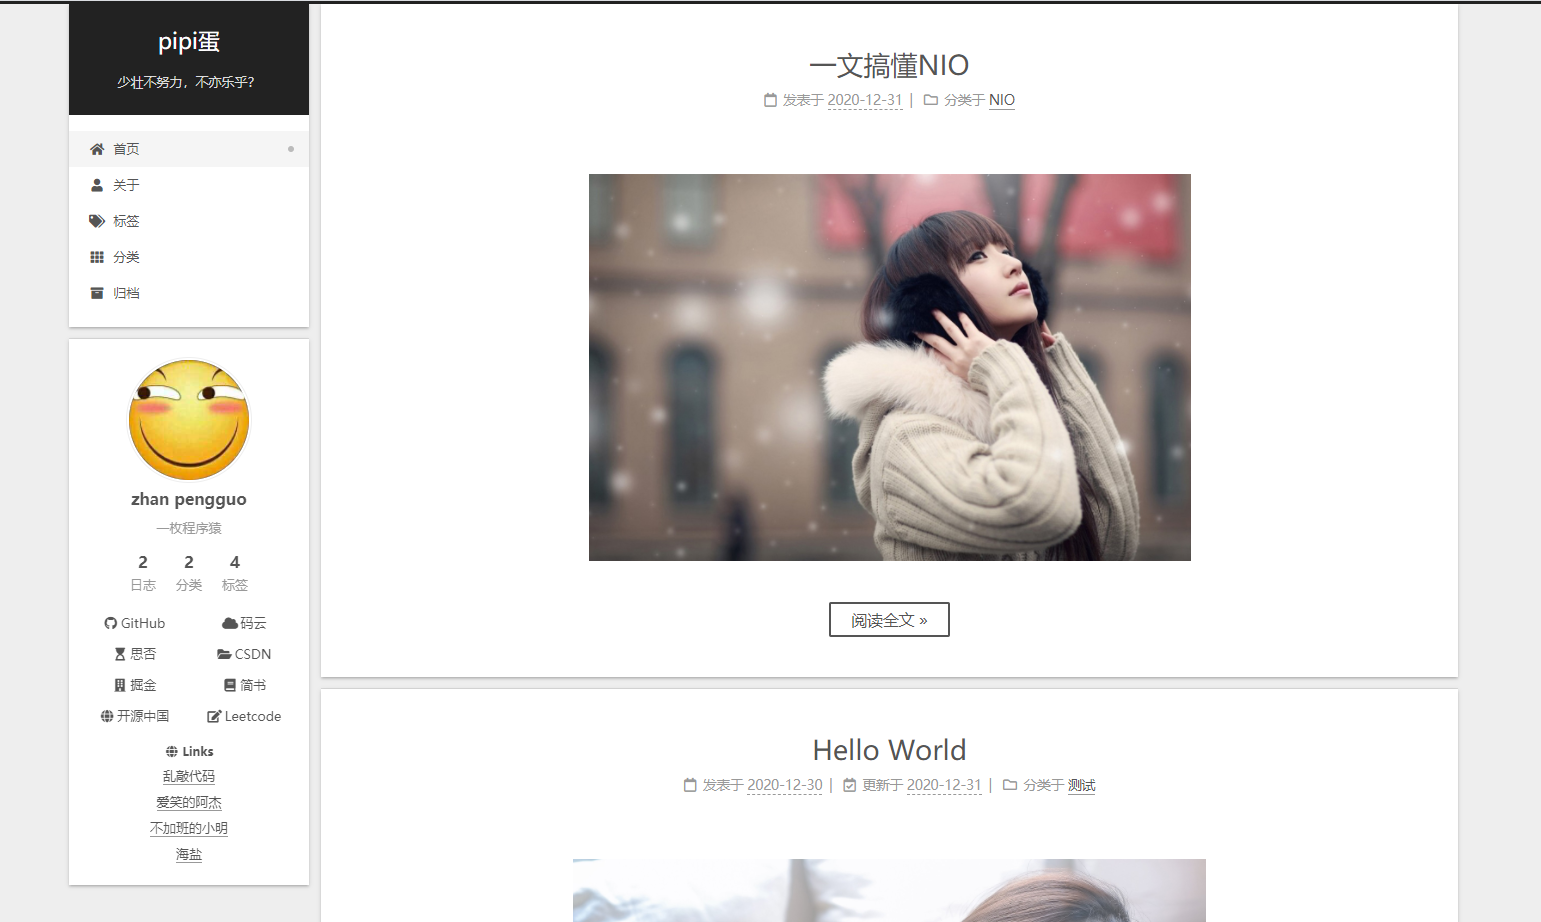 pipi蛋
少壮不努力，不亦乐乎?
首页
关于
标签
分类
归档
zhan pengguo
一枚程序猿
2 2 4
日志 分类 标签
GitHub 码云
思否 CSDN
掘金 简书
开源中国 Leetcode
Links
乱敲代码
爱笑的阿杰
不加班的小明
海盐
一文搞懂NIO
发表于 2020-12-31 | 分类于 NIO
阅读全文 »
Hello World
发表于 2020-12-30 | 更新于 2020-12-31 | 分类于 测试